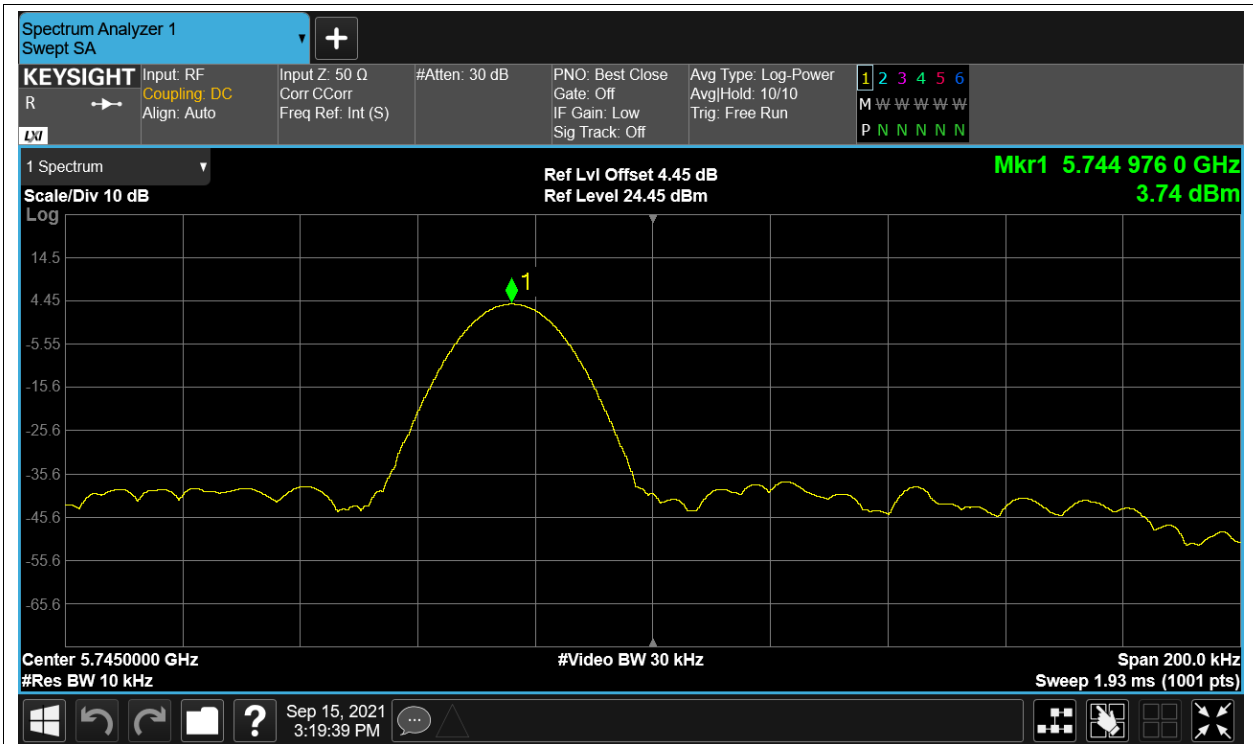 Spectrum Analyzer 1
Swept SA
KEYSIGHT
R
LXI
Input: RF
Coupling: DC
Align: Auto
Input Z: 50 Ω
Corr CCorr
Freq Ref: Int (S)
#Atten: 30 dB
PNO: Best Close
Gate: Off
IF Gain: Low
Sig Track: Off
Avg Type: Log-Power
Avg|Hold: 10/10
Trig: Free Run
1 2 3 4 5 6
M W W W W W W
P N N N N N N
1 Spectrum
Scale/Div 10 dB
Log
Ref Lvl Offset 4.45 dB
Ref Level 24.45 dBm
Mkr1 5.744 976 0 GHz
3.74 dBm
14.5
4.45
-5.55
-15.6
-25.6
-35.6
-45.6
-55.6
-65.6
1
Center 5.7450000 GHz
#Video BW 30 kHz
Span 200.0 kHz
#Res BW 10 kHz
Sweep 1.93 ms (1001 pts)
?
Sep 15, 2021
3:19:39 PM